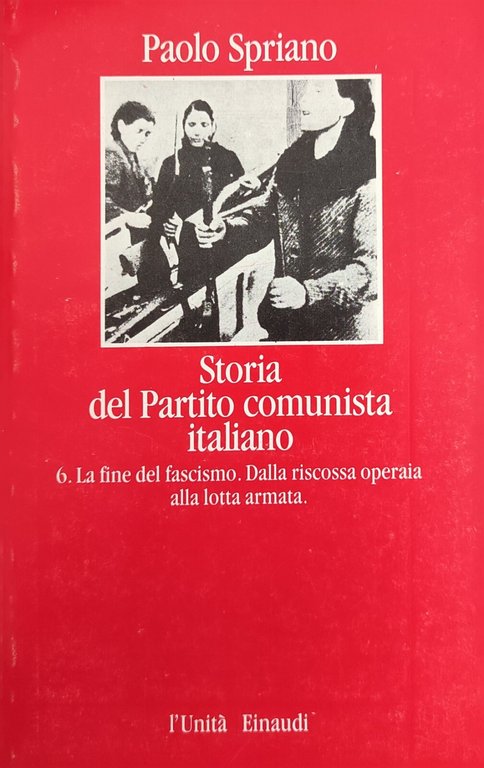 Paolo Spriano
Storia
del Partito comunista
italiano
6. La fine del fascismo. Dalla riscossa operaia
alla lotta armata.
l'Unità Einaudi